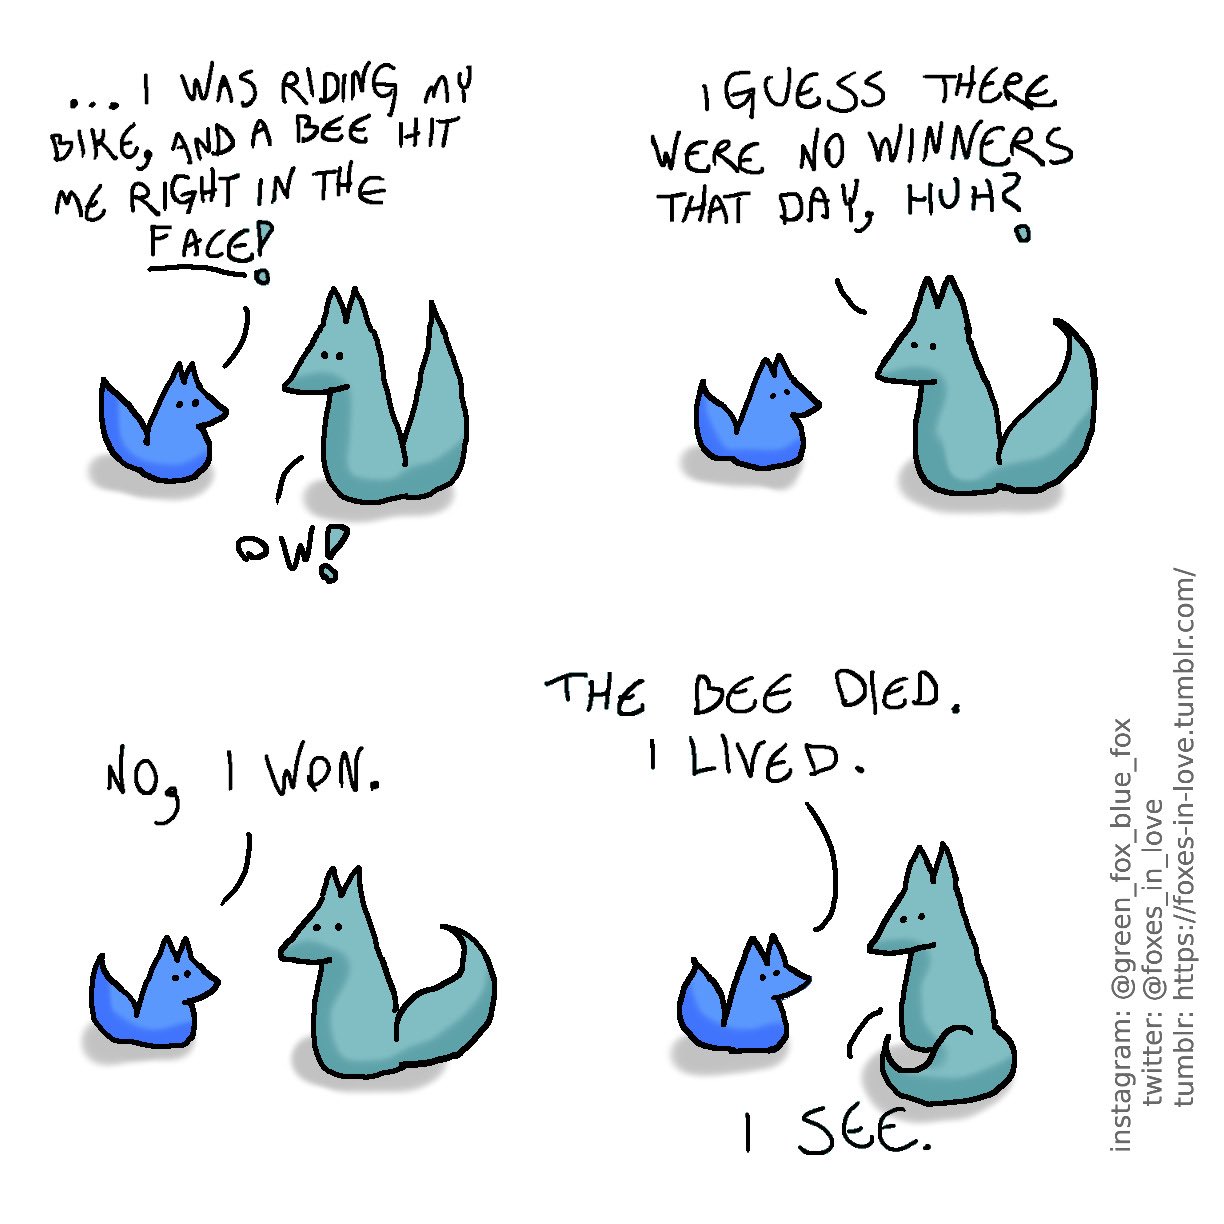 ... I WAS RIDING MY
BIKE, AND A BEE HIT
ME RIGHT IN THE
FACE!
OW!
I GUESS THERE
WERE NO WINNERS
THAT DAY, HUH?
NO, I WON.
THE BEE DIED.
I LIVED.
I SEE.
instagram: @green_fox_blue_fox
twitter: @foxes_in_love
tumblr: https://foxes-in-love.tumblr.com/